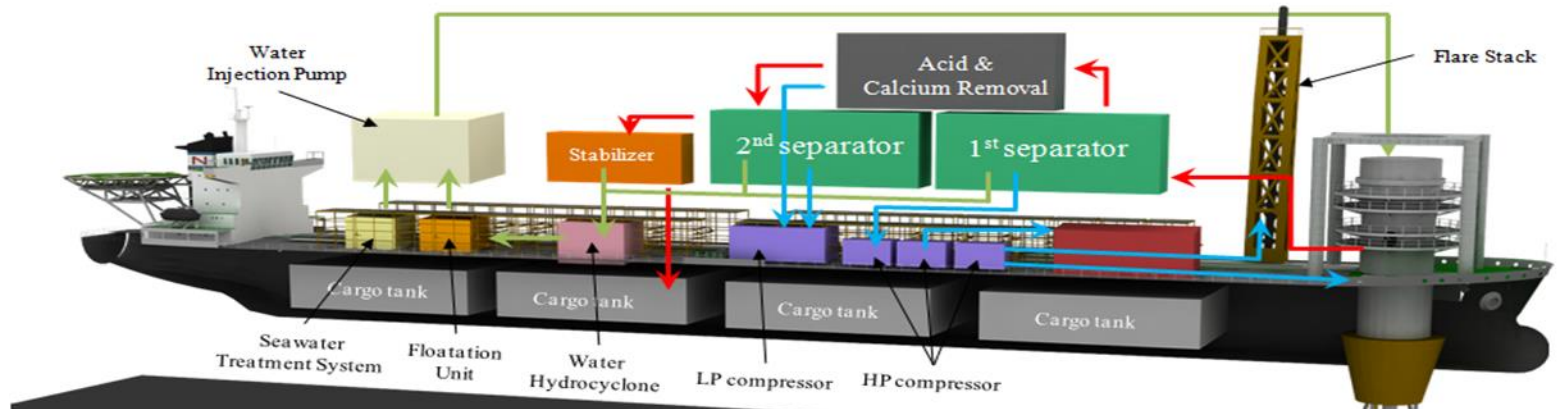 Water
Injection Pump
Acid &
Calcium Removal
Flare Stack
Stabilizer
2nd separator
1st separator
N
Cargo tank
Cargo tank
Cargo tank
Cargo tank
Seawater
Treatment System
Floatation
Unit
Water
Hydrocyclone
LP compressor
HP compressor